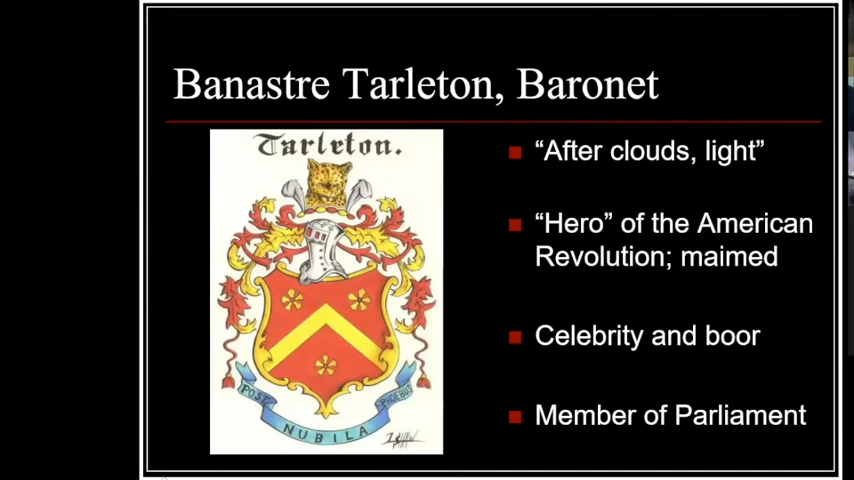 Banastre Tarleton, Baronet
Tarleton.
POST
NUBILA
PHOEBUS
“After clouds, light”
“Hero” of the American
Revolution; maimed
Celebrity and boor
Member of Parliament